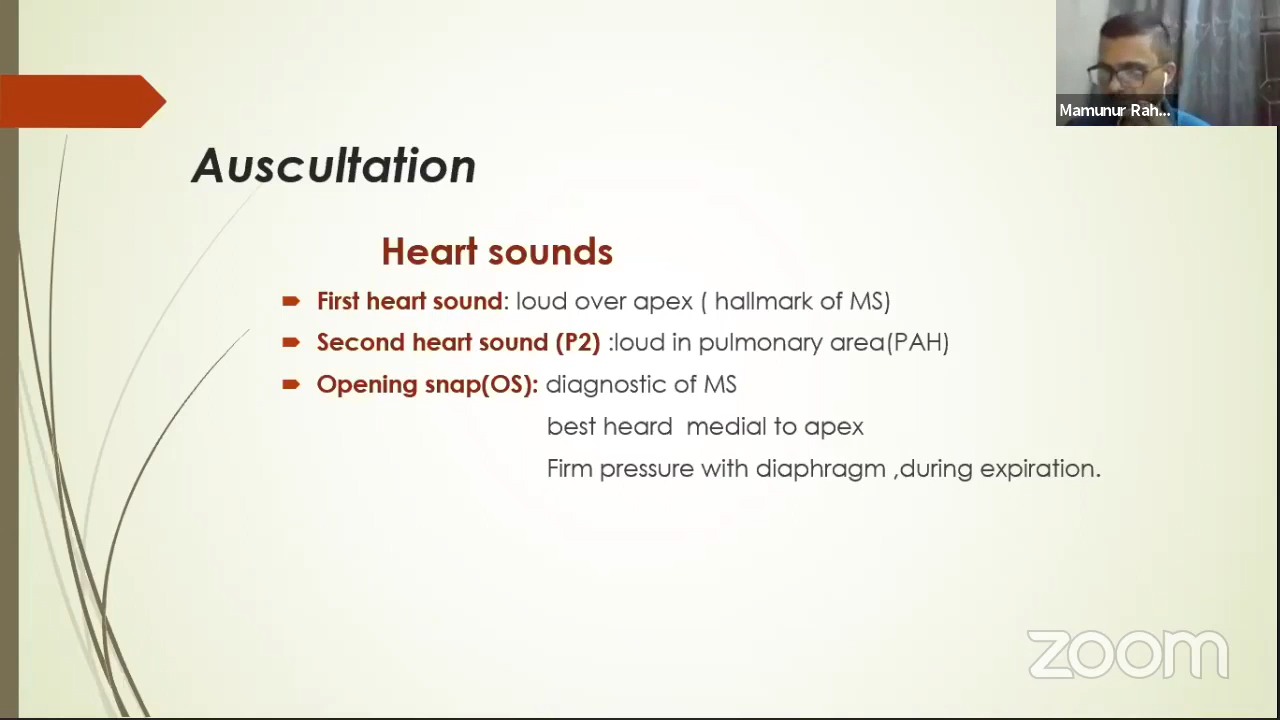 Mamunur Rah...
Auscultation
Heart sounds
First heart sound: loud over apex ( hallmark of MS)
Second heart sound (P2) :loud in pulmonary area(PAH)
Opening snap(OS): diagnostic of MS
best heard medial to apex
Firm pressure with diaphragm ,during expiration.
zoom